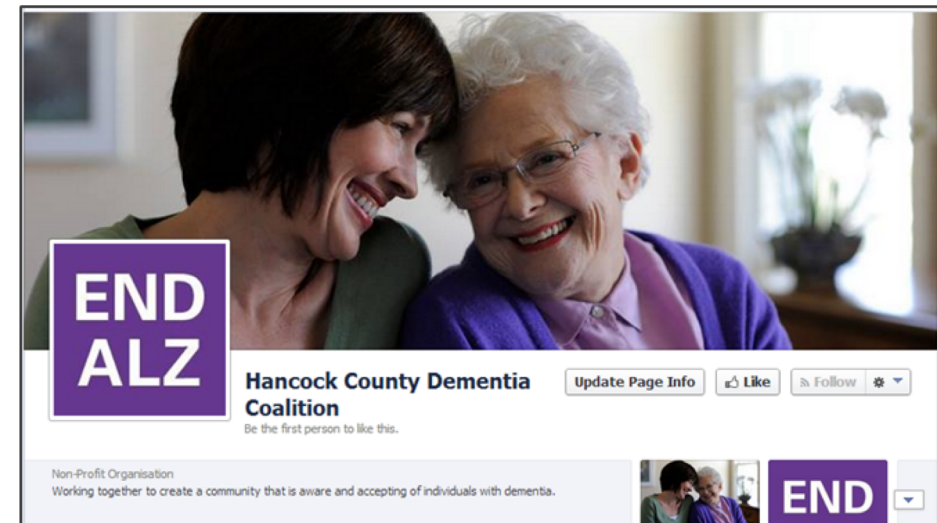 END
ALZ
Hancock County Dementia
Coalition
Be the first person to like this.
Update Page Info
Like
Follow
Non-Profit Organisation
Working together to create a community that is aware and accepting of individuals with dementia.
END